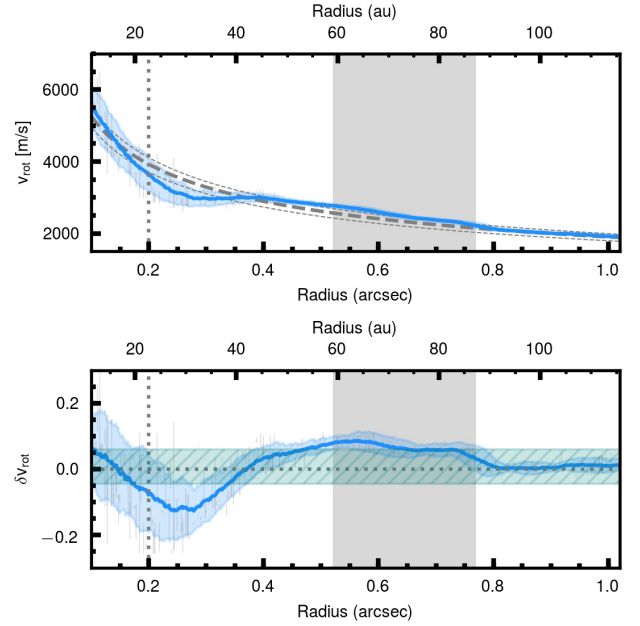 Radius (au)
20 40 60 80 100
6000
4000
2000
v_rot [m/s]
0.2 0.4 0.6 0.8 1.0
Radius (arcsec)
Radius (au)
20 40 60 80 100
0.2
0.0
−0.2
δv_rot
0.2 0.4 0.6 0.8 1.0
Radius (arcsec)